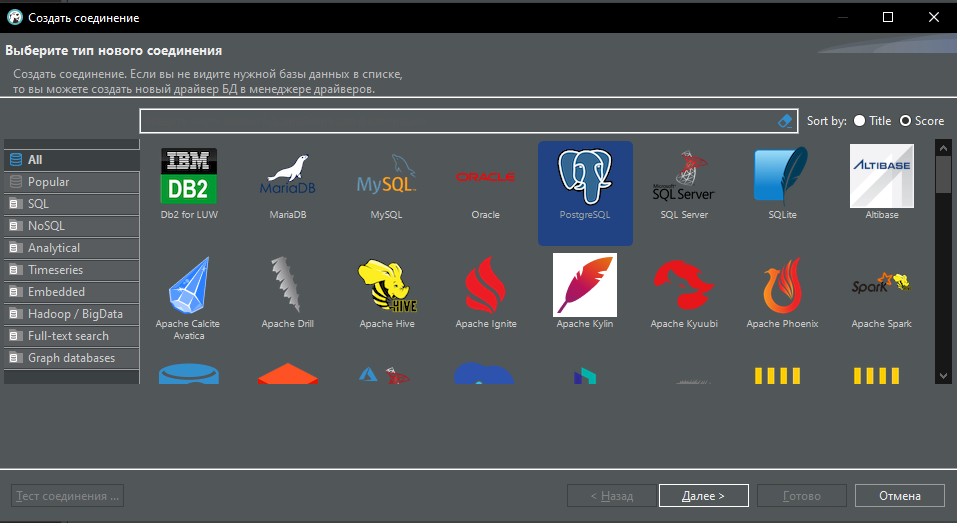 Создать соединение
Выберите тип нового соединения
Создать соединение. Если вы не видите нужной базы данных в списке,
то вы можете создать новый драйвер БД в менеджере драйверов.
Sort by: Title Score
All
Popular
SQL
NoSQL
Analytical
Timeseries
Embedded
Hadoop / BigData
Full-text search
Graph databases
IBM
DB2
MariaDB
MySQL
ORACLE
Microsoft
SQL Server
ALTIBASE
Db2 for LUW MariaDB MySQL Oracle PostgreSQL SQL Server SQLite Altibase
HIVE
Spark
Apache Calcite Avatica Apache Drill Apache Hive Apache Ignite Apache Kylin Apache Kyuubi Apache Phoenix Apache Spark
Тест соединения ...
< Назад
Далее >
Готово
Отмена